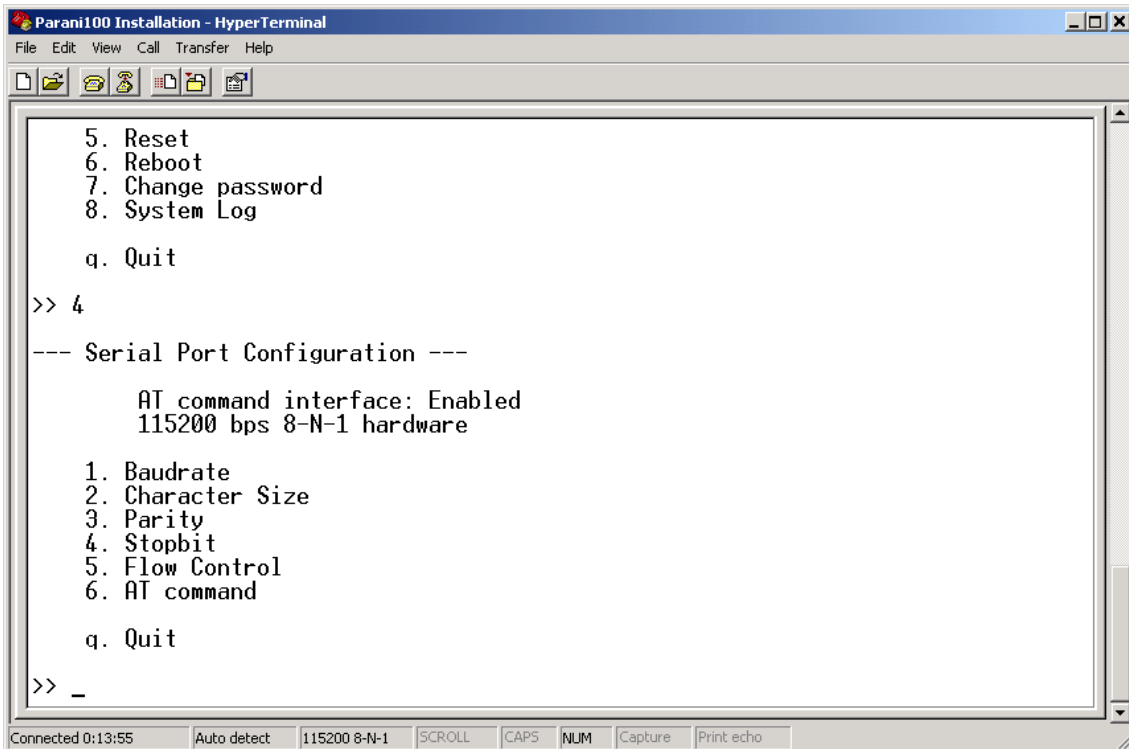 Parani100 Installation - HyperTerminal
File Edit View Call Transfer Help
5. Reset
6. Reboot
7. Change password
8. System Log
q. Quit
>> 4
--- Serial Port Configuration ---
AT command interface: Enabled
115200 bps 8-N-1 hardware
1. Baudrate
2. Character Size
3. Parity
4. Stopbit
5. Flow Control
6. AT command
q. Quit
>> _
Connected 0:13:55 Auto detect 115200 8-N-1 SCROLL CAPS NUM Capture Print echo